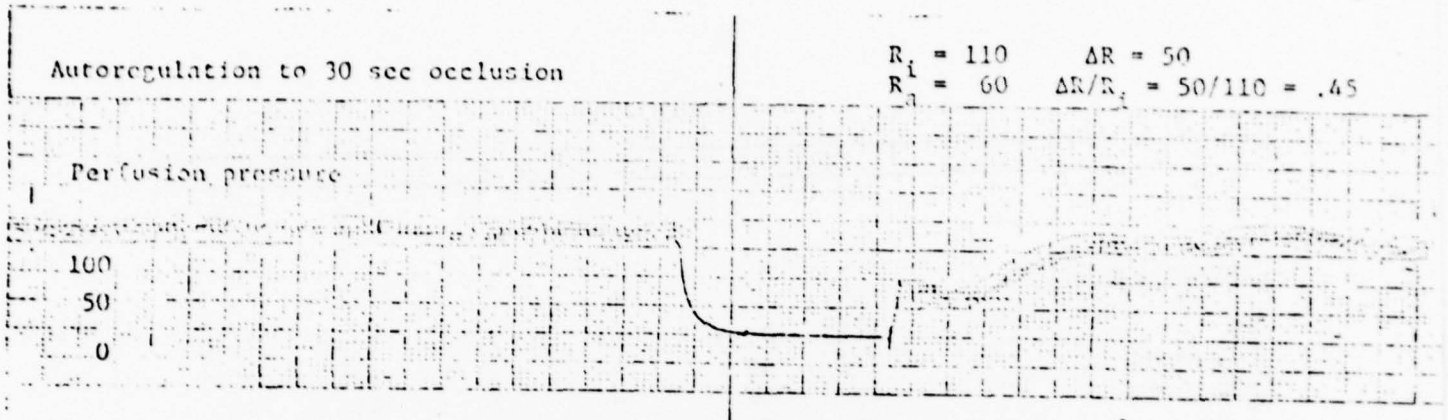 Autoregulation to 30 sec occlusion
R_i = 110 ΔR = 50
R_a = 60 ΔR/R_i = 50/110 = .45
Perfusion pressure
100
50
0